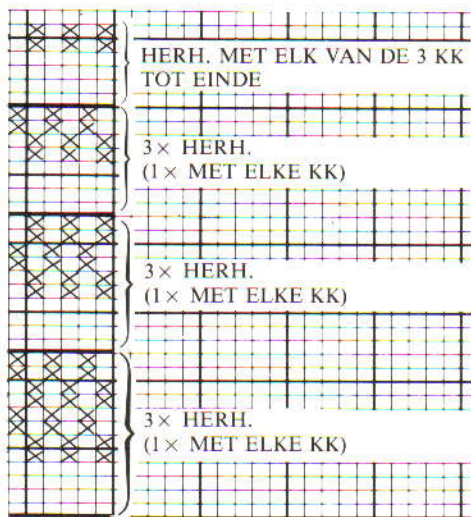 HERH. MET ELK VAN DE 3 KK
TOT EINDE
3× HERH.
(1× MET ELKE KK)
3× HERH.
(1× MET ELKE KK)
3× HERH.
(1× MET ELKE KK)